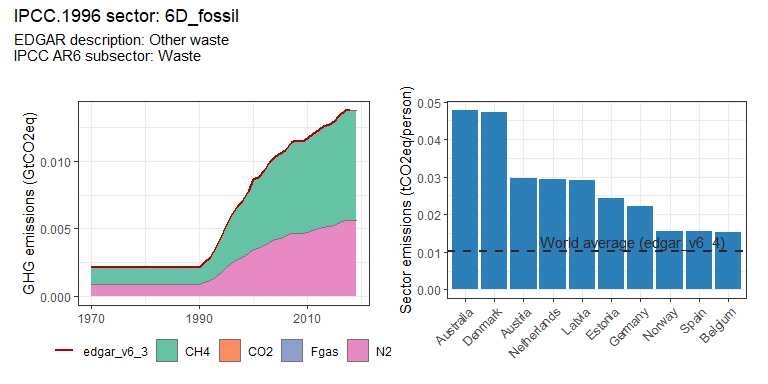 IPCC.1996 sector: 6D_fossil
EDGAR description: Other waste
IPCC AR6 subsector: Waste
GHG emissions (GtCO2eq)
0.010
0.005
0.000
1970
1990
2010
edgar_v6_3
CH4
CO2
Fgas
N2
Sector emissions (tCO2eq/person)
0.05
0.04
0.03
0.02
0.01
0.00
World average (edgar_v6_4)
Australia
Denmark
Austria
Netherlands
Latvia
Estonia
Germany
Norway
Spain
Belgium